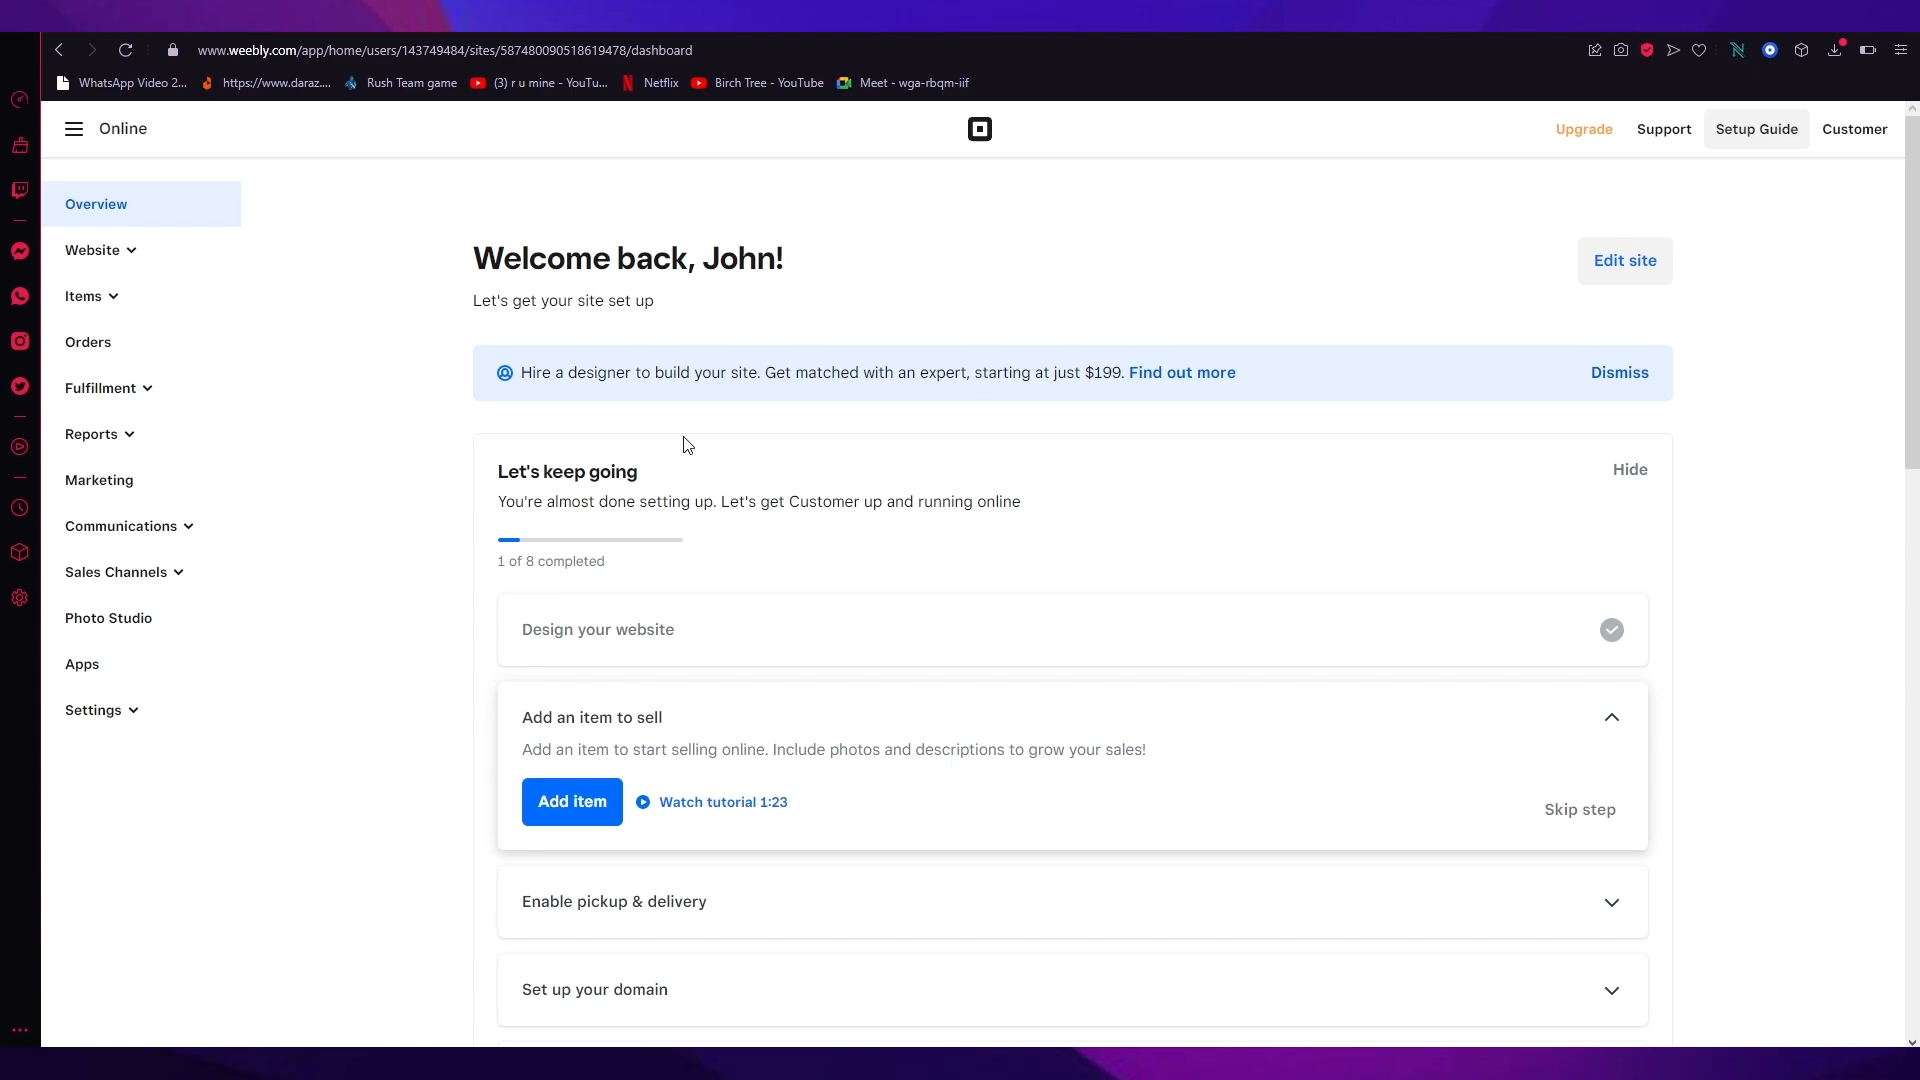 www.weebly.com/app/home/users/143749484/sites/587480090518619478/dashboard
WhatsApp Video 2... https://www.daraz.... Rush Team game (3) r u mine - YouTu... Netflix Birch Tree - YouTube Meet - wga-rbqm-iif
Online Upgrade Support Setup Guide Customer
Overview
Website
Items
Orders
Fulfillment
Reports
Marketing
Communications
Sales Channels
Photo Studio
Apps
Settings
Welcome back, John!
Edit site
Let's get your site set up
Hire a designer to build your site. Get matched with an expert, starting at just $199. Find out more Dismiss
Let's keep going
Hide
You're almost done setting up. Let's get Customer up and running online
1 of 8 completed
Design your website
Add an item to sell
Add an item to start selling online. Include photos and descriptions to grow your sales!
Add item Watch tutorial 1:23
Skip step
Enable pickup & delivery
Set up your domain